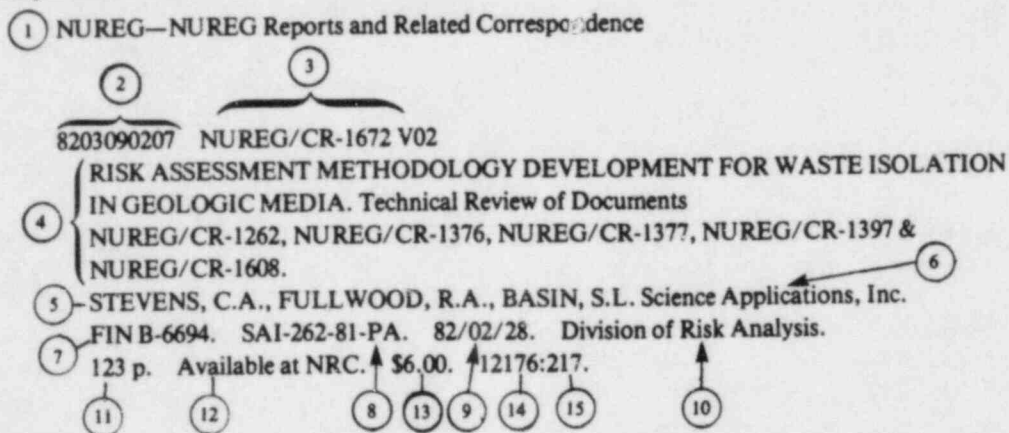 1 NUREG—NUREG Reports and Related Correspondence
2 3
8203090207 NUREG/CR-1672 V02
4 RISK ASSESSMENT METHODOLOGY DEVELOPMENT FOR WASTE ISOLATION
IN GEOLOGIC MEDIA. Technical Review of Documents
NUREG/CR-1262, NUREG/CR-1376, NUREG/CR-1377, NUREG/CR-1397 &
NUREG/CR-1608.
6
5 STEVENS, C.A., FULLWOOD, R.A., BASIN, S.L. Science Applications, Inc.
7 FIN B-6694. SAI-262-81-PA. 82/02/28. Division of Risk Analysis.
123 p. Available at NRC. $6.00. 12176:217.
11 12 8 13 9 14 15 10